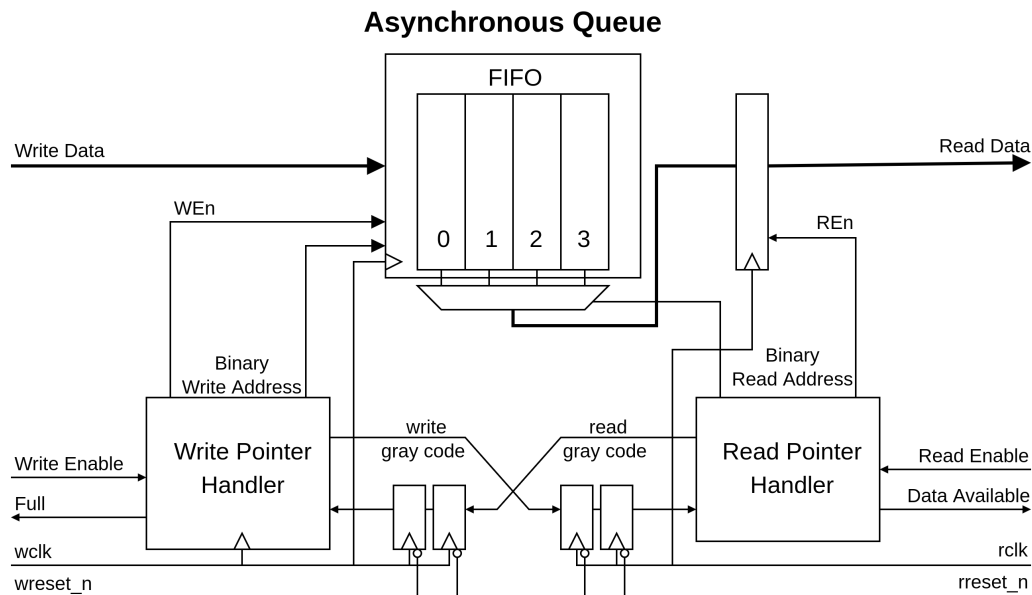 Asynchronous Queue
FIFO
Write Data
Read Data
WEn
REn
0 1 2 3
Binary
Write Address
Binary
Read Address
write
gray code
read
gray code
Write Pointer
Handler
Read Pointer
Handler
Write Enable
Read Enable
Full
Data Available
wclk
rclk
wreset_n
rreset_n